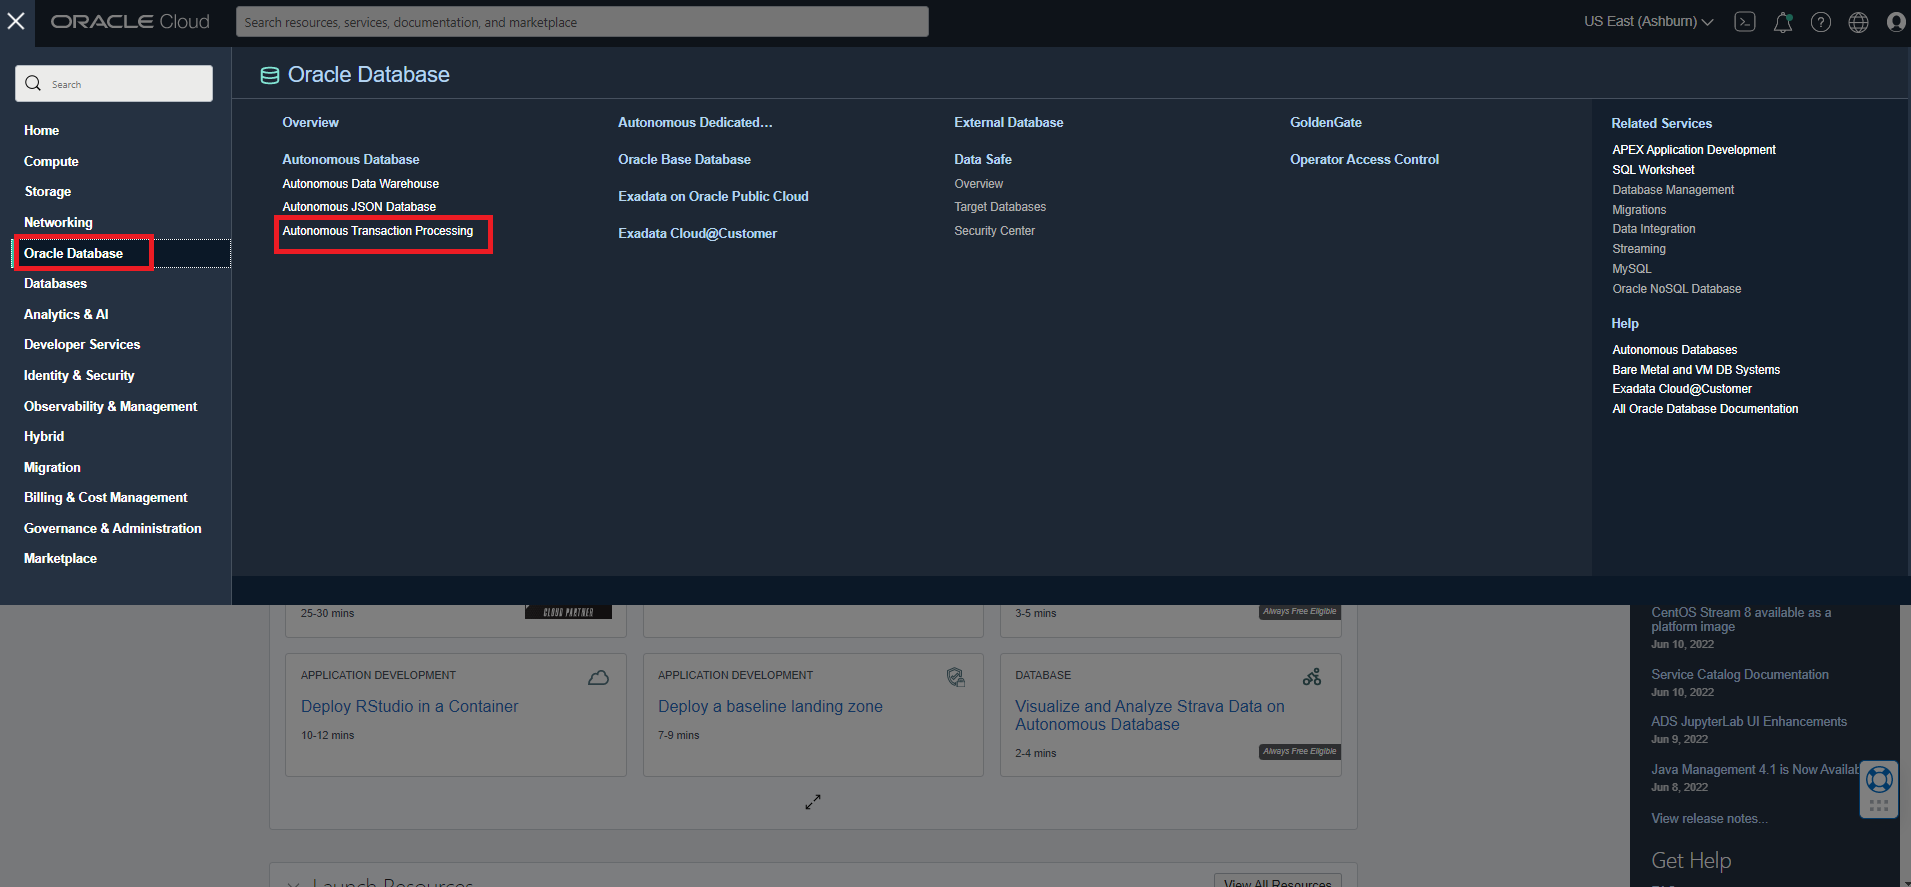 ORACLE Cloud
Search resources, services, documentation, and marketplace
US East (Ashburn)
Search
Home
Compute
Storage
Networking
Oracle Database
Databases
Analytics & AI
Developer Services
Identity & Security
Observability & Management
Hybrid
Migration
Billing & Cost Management
Governance & Administration
Marketplace
Oracle Database
Overview
Autonomous Database
Autonomous Data Warehouse
Autonomous JSON Database
Autonomous Transaction Processing
Autonomous Dedicated...
Oracle Base Database
Exadata on Oracle Public Cloud
Exadata Cloud@Customer
External Database
Data Safe
Overview
Target Databases
Security Center
GoldenGate
Operator Access Control
Related Services
APEX Application Development
SQL Worksheet
Database Management
Migrations
Data Integration
Streaming
MySQL
Oracle NoSQL Database
Help
Autonomous Databases
Bare Metal and VM DB Systems
Exadata Cloud@Customer
All Oracle Database Documentation
25-30 mins
CLOUD PARTNER
3-5 mins
Always Free Eligible
APPLICATION DEVELOPMENT
Deploy RStudio in a Container
10-12 mins
APPLICATION DEVELOPMENT
Deploy a baseline landing zone
7-9 mins
DATABASE
Visualize and Analyze Strava Data on
Autonomous Database
2-4 mins
Always Free Eligible
Launch Resources
View All Resources
CentOS Stream 8 available as a
platform image
Jun 10, 2022
Service Catalog Documentation
Jun 10, 2022
ADS JupyterLab UI Enhancements
Jun 9, 2022
Java Management 4.1 is Now Availab
Jun 8, 2022
View release notes...
Get Help